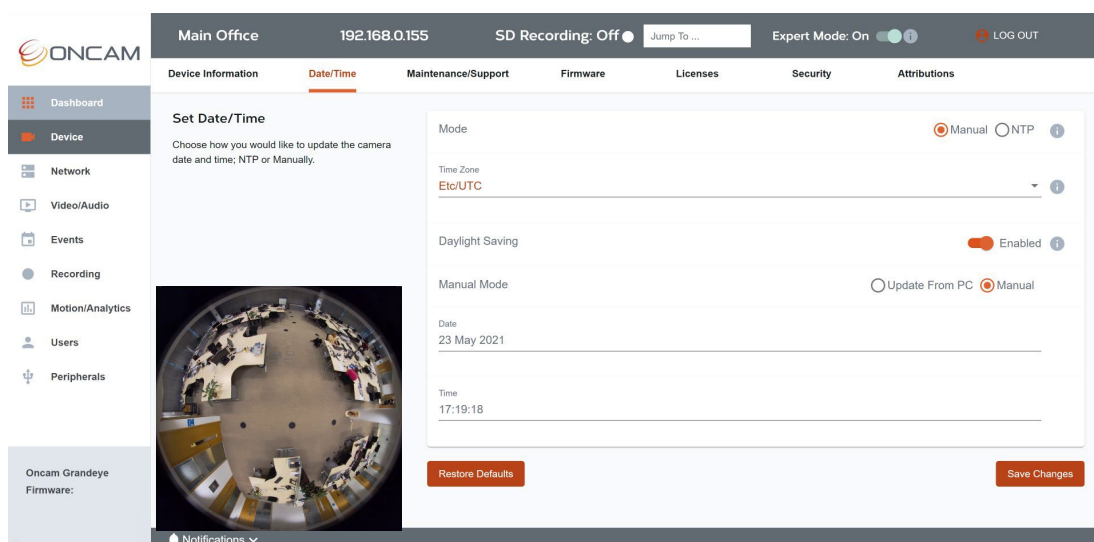 ONCAM
Main Office
192.168.0.155
SD Recording: Off
Jump To ...
Expert Mode: On
LOG OUT
Device Information
Date/Time
Maintenance/Support
Firmware
Licenses
Security
Attributions
Dashboard
Device
Network
Video/Audio
Events
Recording
Motion/Analytics
Users
Peripherals
Oncam Grandeye
Firmware:
Set Date/Time
Choose how you would like to update the camera
date and time; NTP or Manually.
Mode
Manual
NTP
Time Zone
Etc/UTC
Daylight Saving
Enabled
Manual Mode
Update From PC
Manual
Date
23 May 2021
Time
17:19:18
Restore Defaults
Save Changes
Notifications